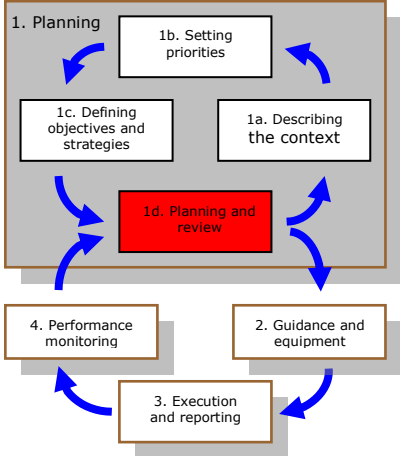 1. Planning
1b. Setting
priorities
1c. Defining
objectives and
strategies
1a. Describing
the context
1d. Planning and
review
4. Performance
monitoring
2. Guidance and
equipment
3. Execution
and reporting